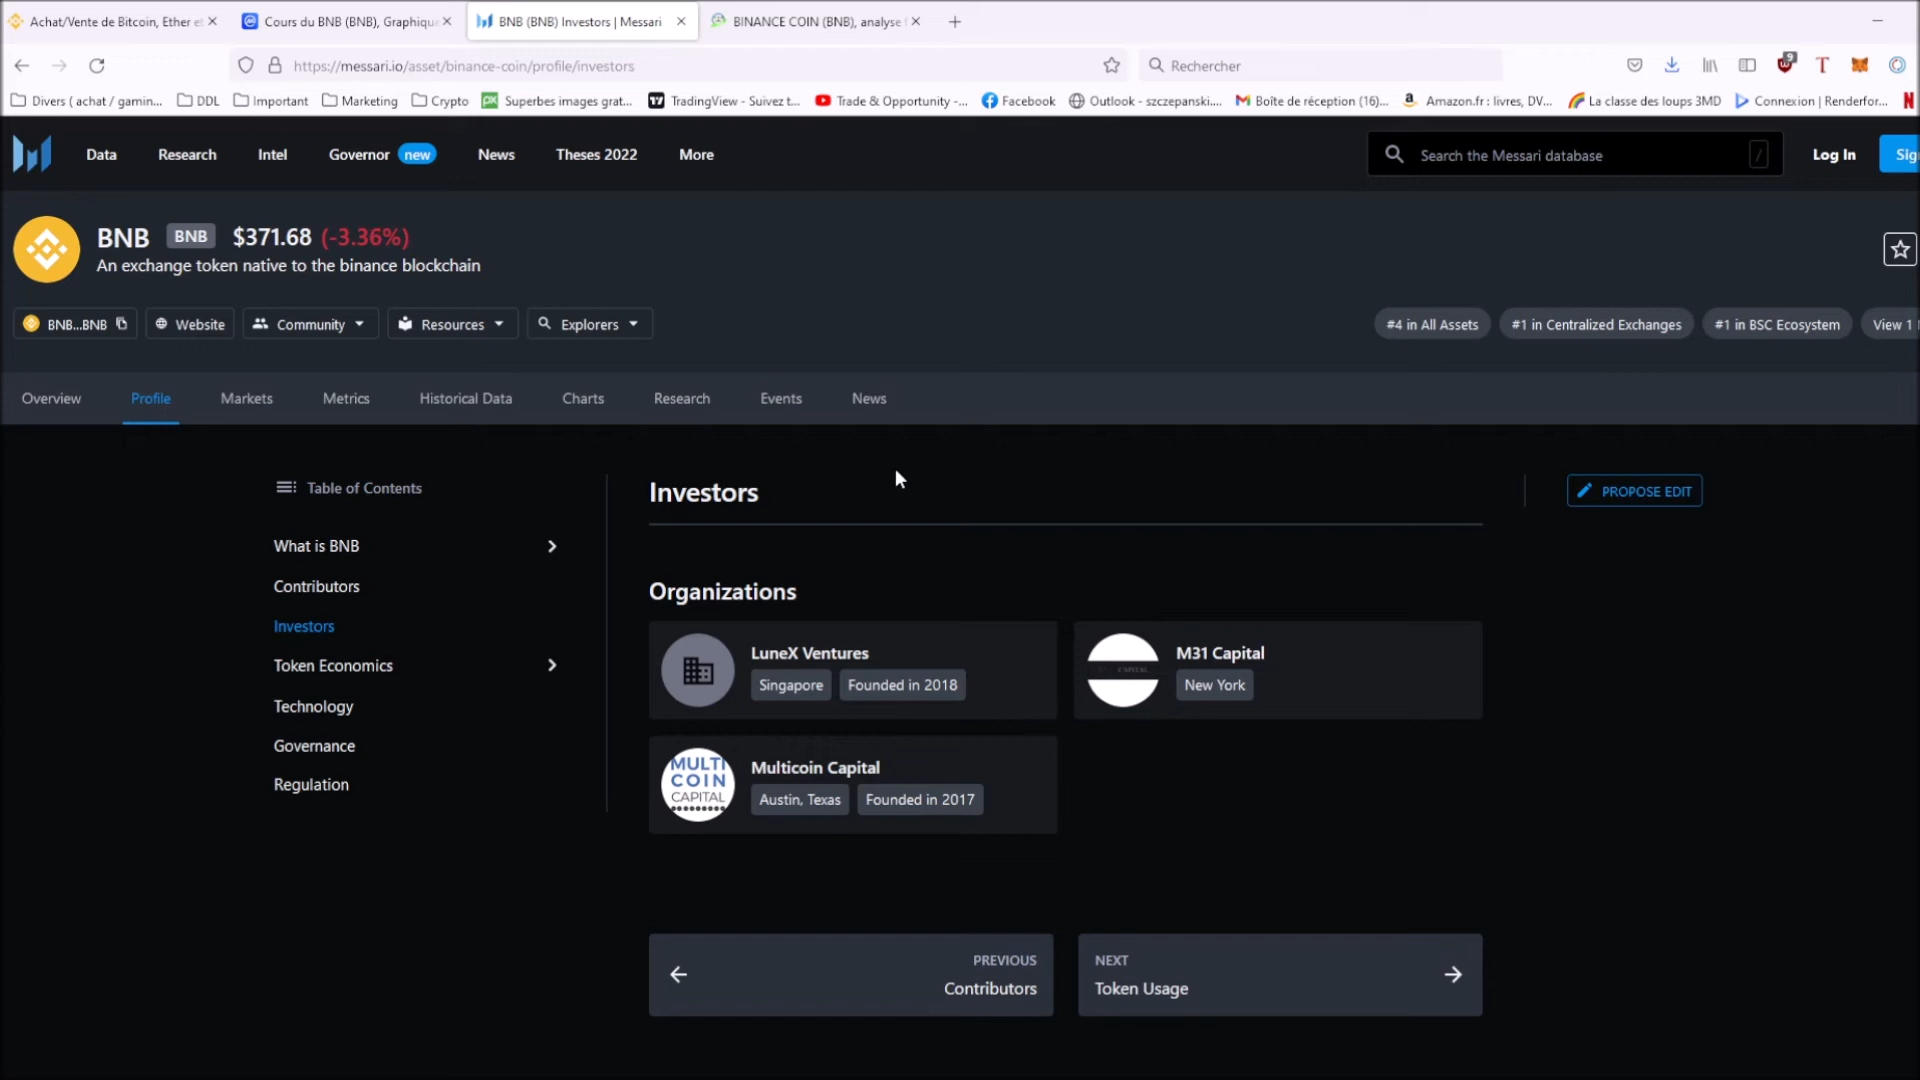 Achat/Vente de Bitcoin, Ether et
Cours du BNB (BNB), Graphique
BNB (BNB) Investors | Messari
BINANCE COIN (BNB), analyse
https://messari.io/asset/binance-coin/profile/investors
Rechercher
9
Divers ( achat / gamin...
DDL
Important
Marketing
Crypto
Superbes images grat...
TradingView - Suivez t...
Trade & Opportunity -...
Facebook
Outlook - szczepanski....
Boîte de réception (16)...
Amazon.fr : livres, DV...
La classe des loups 3MD
Connexion | Renderfor...
Data
Research
Intel
Governor new
News
Theses 2022
More
Search the Messari database /
Log In
Sig
BNB BNB $371.68 (-3.36%)
An exchange token native to the binance blockchain
BNB...BNB
Website
Community
Resources
Explorers
#4 in All Assets
#1 in Centralized Exchanges
#1 in BSC Ecosystem
View 1
Overview
Profile
Markets
Metrics
Historical Data
Charts
Research
Events
News
Table of Contents
What is BNB
Contributors
Investors
Token Economics
Technology
Governance
Regulation
Investors
PROPOSE EDIT
Organizations
LuneX Ventures
Singapore Founded in 2018
M31 Capital
New York
CAPITAL
MULTI
COIN
CAPITAL
Multicoin Capital
Austin, Texas Founded in 2017
PREVIOUS
Contributors
NEXT
Token Usage